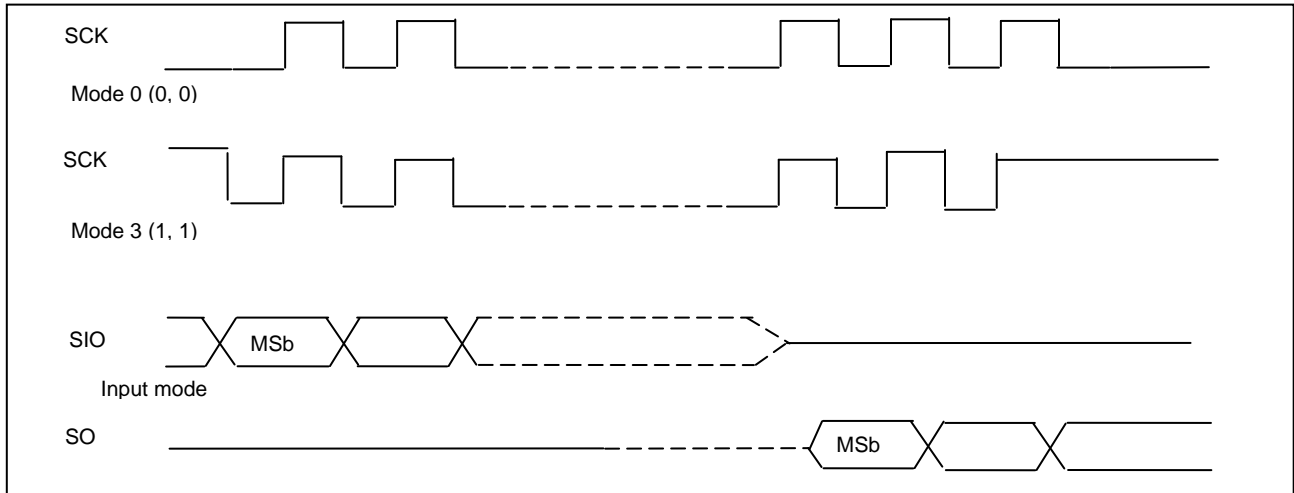 SCK
Mode 0 (0, 0)
SCK
Mode 3 (1, 1)
SIO
MSb
Input mode
SO
MSb